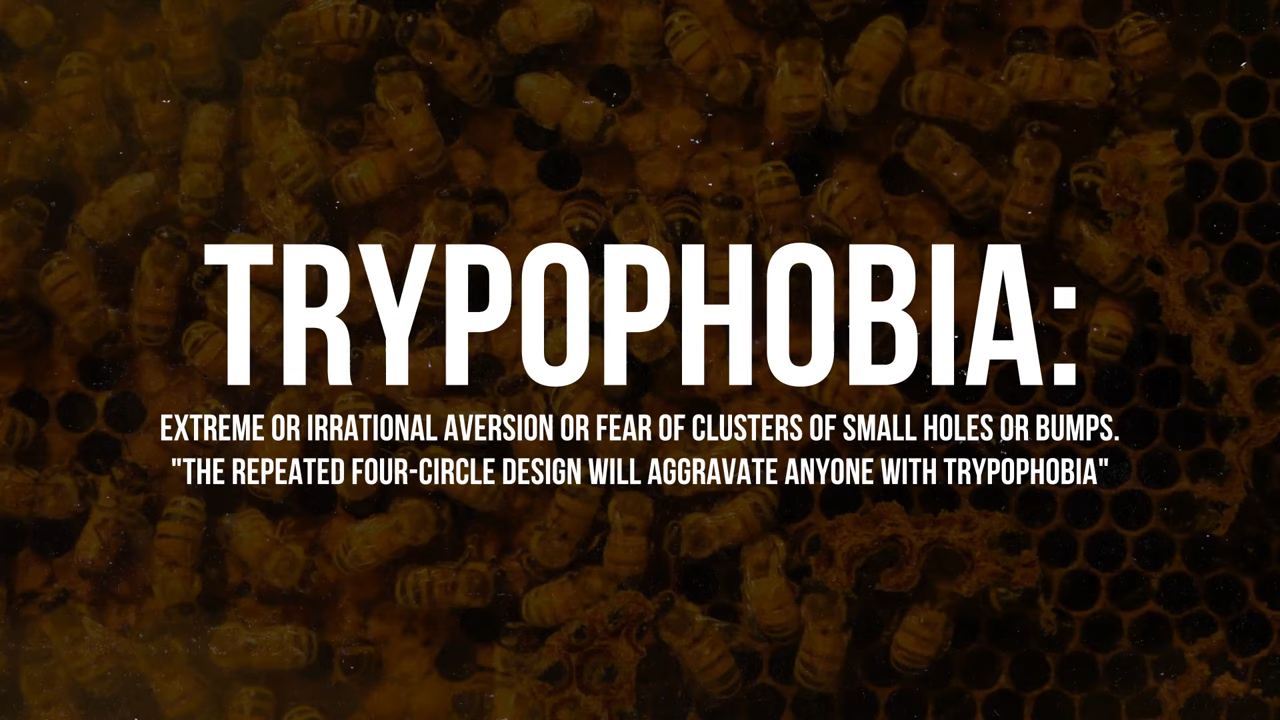 TRYPOPHOBIA:
EXTREME OR IRRATIONAL AVERSION OR FEAR OF CLUSTERS OF SMALL HOLES OR BUMPS.
"THE REPEATED FOUR-CIRCLE DESIGN WILL AGGRAVATE ANYONE WITH TRYPOPHOBIA"